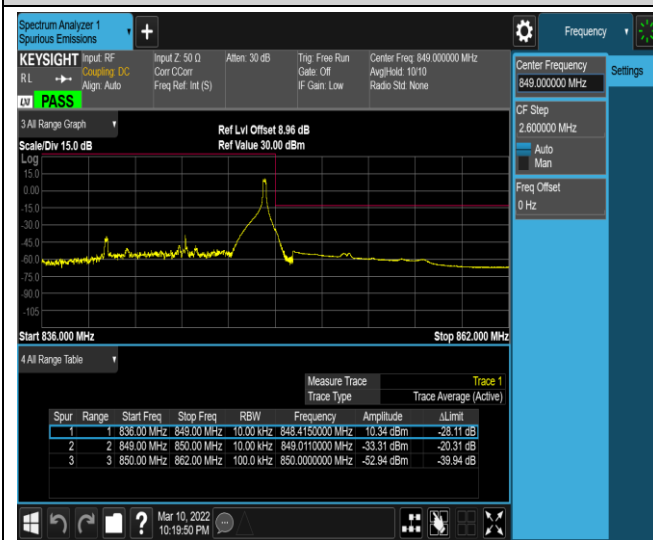 Spectrum Analyzer 1
Spurious Emissions
Frequency
KEYSIGHT Input: RF Input Z: 50 Ω Atten: 30 dB Trig: Free Run Center Freq: 849.000000 MHz
RL Coupling: DC Corr CCorr Gate: Off Avg|Hold: 10/10
Align: Auto Freq Ref: Int (S) IF Gain: Low Radio Std: None
LXI PASS
Center Frequency
849.000000 MHz
Settings
CF Step
2.600000 MHz
Auto
Man
Freq Offset
0 Hz
3 All Range Graph
Ref Lvl Offset 8.96 dB
Scale/Div 15.0 dB Ref Value 30.00 dBm
Log
15.0
0.00
-15.0
-30.0
-45.0
-60.0
-75.0
-90.0
-105
Start 836.000 MHz Stop 862.000 MHz
4 All Range Table
Measure Trace Trace 1
Trace Type Trace Average (Active)
Spur Range Start Freq Stop Freq RBW Frequency Amplitude ΔLimit
1 1 836.00 MHz 849.00 MHz 10.00 kHz 848.4150000 MHz 10.34 dBm -28.11 dB
2 2 849.00 MHz 850.00 MHz 10.00 kHz 849.0110000 MHz -33.31 dBm -20.31 dB
3 3 850.00 MHz 862.00 MHz 100.0 kHz 850.0000000 MHz -52.94 dBm -39.94 dB
Mar 10, 2022
10:19:50 PM